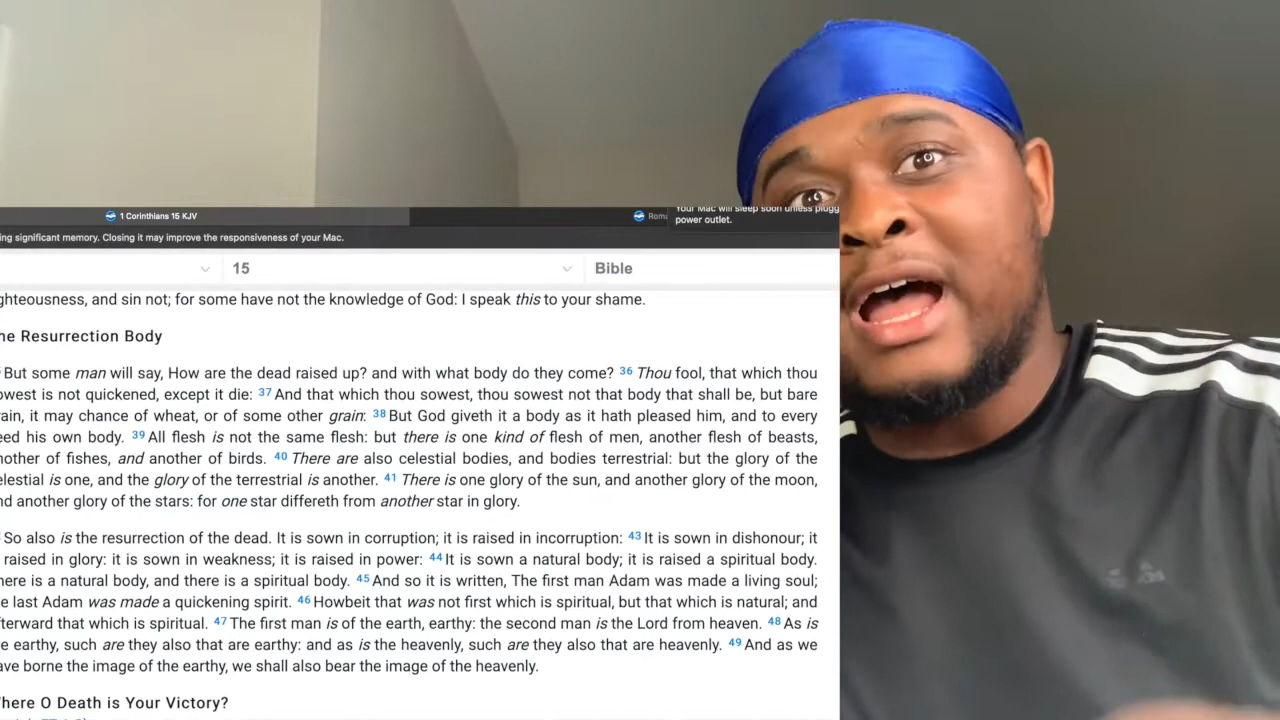 1 Corinthians 15 KJV
Your Mac will sleep soon unless plugg
power outlet.
ing significant memory. Closing it may improve the responsiveness of your Mac.
15 Bible
ghteousness, and sin not; for some have not the knowledge of God: I speak this to your shame.
he Resurrection Body
But some man will say, How are the dead raised up? and with what body do they come? 36 Thou fool, that which thou
owest is not quickened, except it die: 37 And that which thou sowest, thou sowest not that body that shall be, but bare
rain, it may chance of wheat, or of some other grain: 38 But God giveth it a body as it hath pleased him, and to every
eed his own body. 39 All flesh is not the same flesh: but there is one kind of flesh of men, another flesh of beasts,
nother of fishes, and another of birds. 40 There are also celestial bodies, and bodies terrestrial: but the glory of the
elestial is one, and the glory of the terrestrial is another. 41 There is one glory of the sun, and another glory of the moon,
nd another glory of the stars: for one star differeth from another star in glory.
So also is the resurrection of the dead. It is sown in corruption; it is raised in incorruption: 43 It is sown in dishonour; it
raised in glory: it is sown in weakness; it is raised in power: 44 It is sown a natural body; it is raised a spiritual body.
here is a natural body, and there is a spiritual body. 45 And so it is written, The first man Adam was made a living soul;
e last Adam was made a quickening spirit. 46 Howbeit that was not first which is spiritual, but that which is natural; and
fterward that which is spiritual. 47 The first man is of the earth, earthy: the second man is the Lord from heaven. 48 As is
e earthy, such are they also that are earthy: and as is the heavenly, such are they also that are heavenly. 49 And as we
ave borne the image of the earthy, we shall also bear the image of the heavenly.
here O Death is Your Victory?